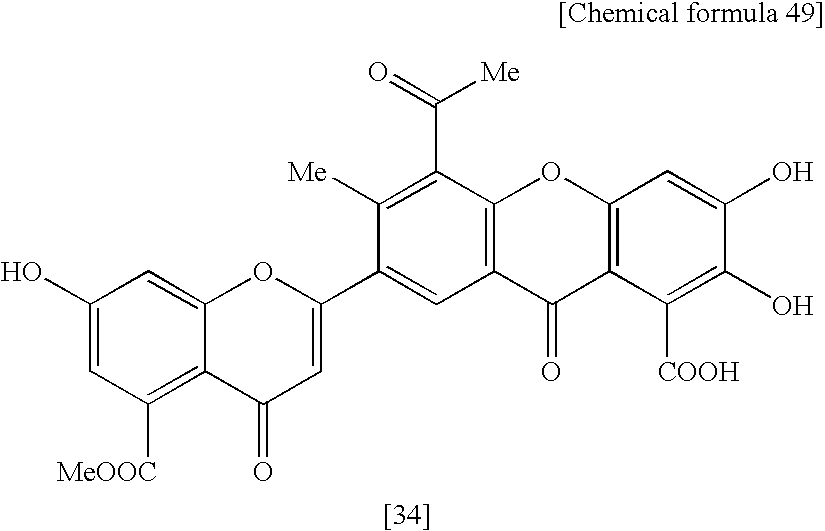 [Chemical formula 49]
O Me
Me O OH
HO O OH
O COOH
MeOOC O
[34]